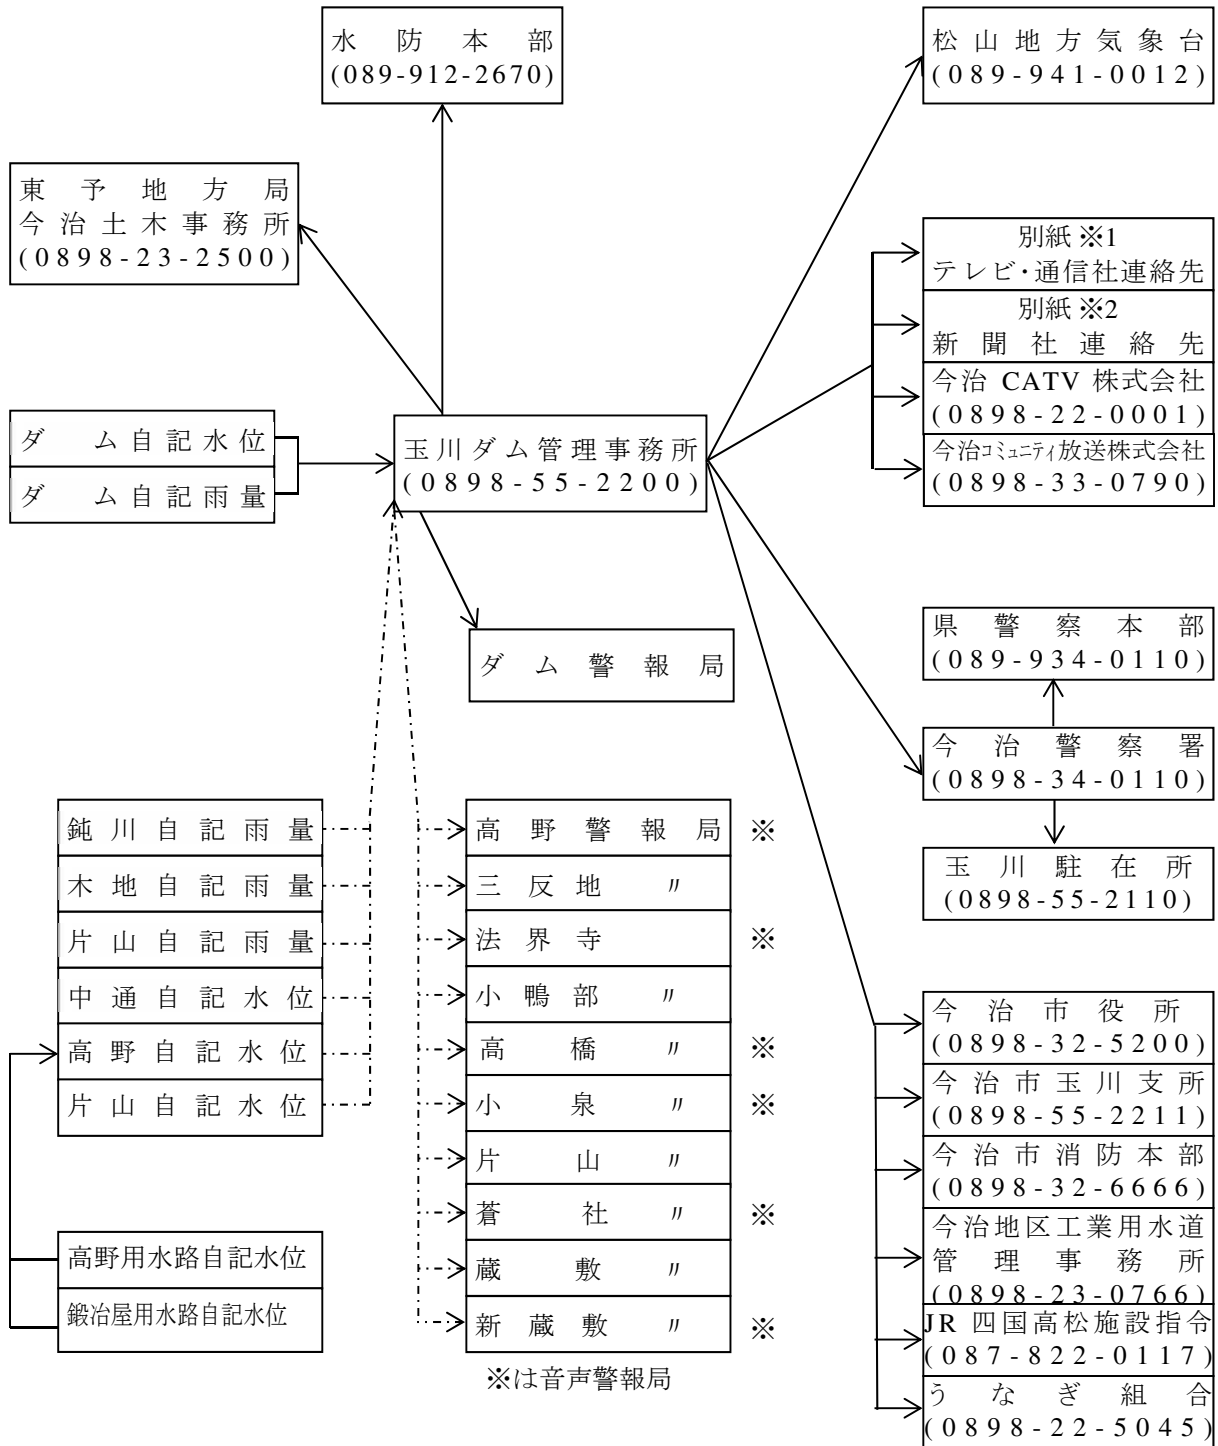 水防本部
(089-912-2670)
松山地方気象台
(089-941-0012)
東予地方局
今治土木事務所
(0898-23-2500)
別紙※1
テレビ・通信社連絡先
別紙※2
新聞社連絡先
今治 CATV 株式会社
(0898-22-0001)
今治コミュニティ放送株式会社
(0898-33-0790)
ダム自記水位
ダム自記雨量
玉川ダム管理事務所
(0898-55-2200)
ダム警報局
県警察本部
(089-934-0110)
今治警察署
(0898-34-0110)
玉川駐在所
(0898-55-2110)
鈍川自記雨量
木地自記雨量
片山自記雨量
中通自記水位
高野自記水位
片山自記水位
高野用水路自記水位
鍛冶屋用水路自記水位
高野警報局 ※
三反地 〃
法界寺 ※
小鴨部 〃
高橋 〃 ※
小泉 〃 ※
片山 〃
蒼社 〃 ※
蔵敷 〃
新蔵敷 〃 ※
※は音声警報局
今治市役所
(0898-32-5200)
今治市玉川支所
(0898-55-2211)
今治市消防本部
(0898-32-6666)
今治地区工業用水道
管理事務所
(0898-23-0766)
JR 四国高松施設指令
(087-822-0117)
うなぎ組合
(0898-22-5045)